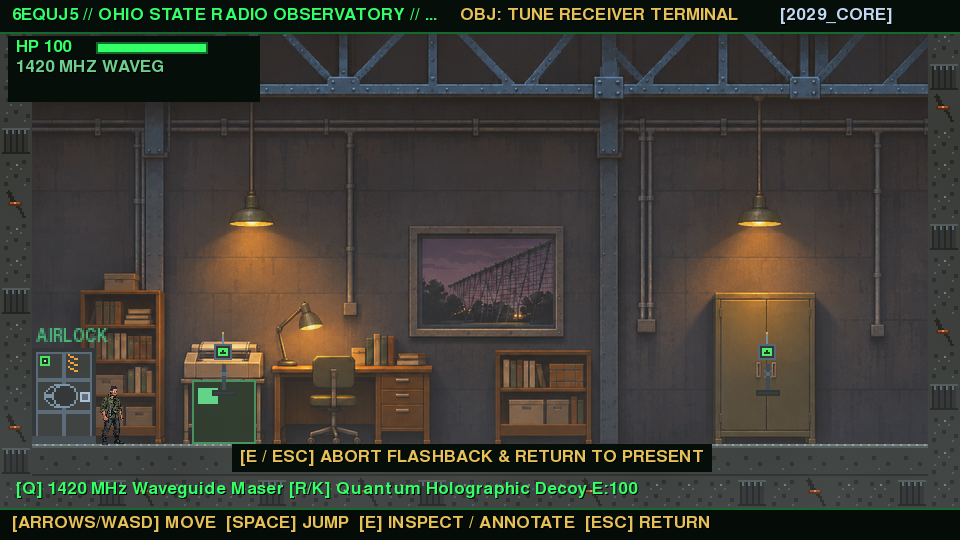 6EQUJ5 // OHIO STATE RADIO OBSERVATORY // ... OBJ: TUNE RECEIVER TERMINAL [2029_CORE]
HP 100
1420 MHZ WAVEG
AIRLOCK
[E / ESC] ABORT FLASHBACK & RETURN TO PRESENT
[Q] 1420 MHz Waveguide Maser [R/K] Quantum Holographic Decoy E:100
[ARROWS/WASD] MOVE [SPACE] JUMP [E] INSPECT / ANNOTATE [ESC] RETURN